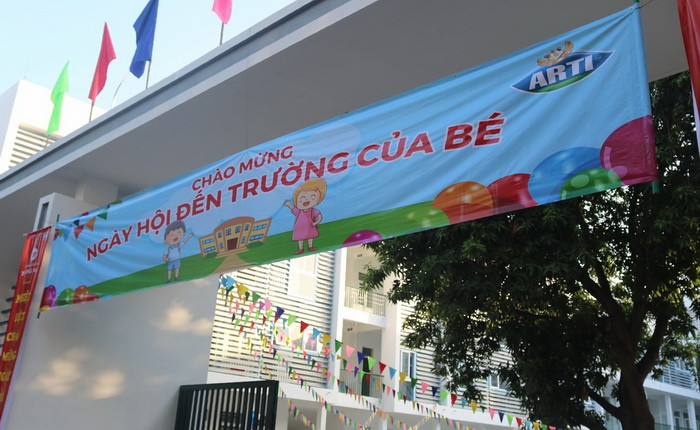 ARTI
CHÀO MỪNG
NGÀY HỘI ĐẾN TRƯỜNG CỦA BÉ